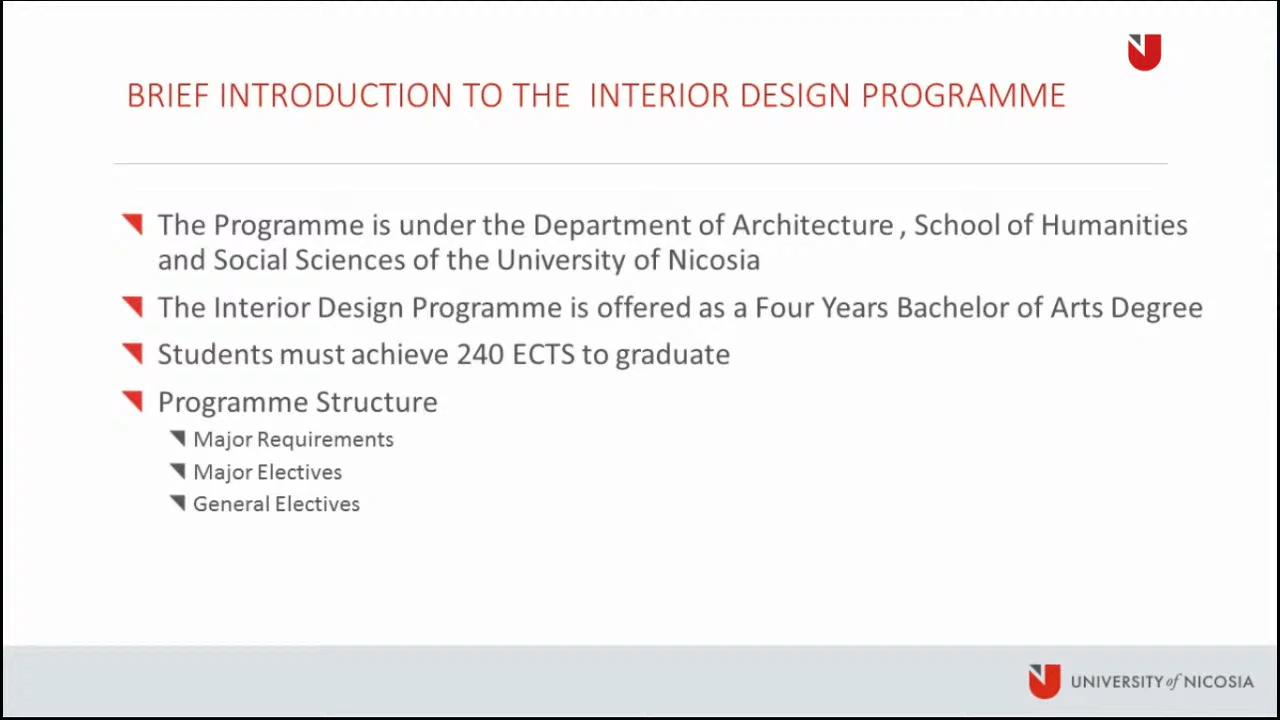 BRIEF INTRODUCTION TO THE INTERIOR DESIGN PROGRAMME
The Programme is under the Department of Architecture , School of Humanities
and Social Sciences of the University of Nicosia
The Interior Design Programme is offered as a Four Years Bachelor of Arts Degree
Students must achieve 240 ECTS to graduate
Programme Structure
Major Requirements
Major Electives
General Electives
UNIVERSITY of NICOSIA